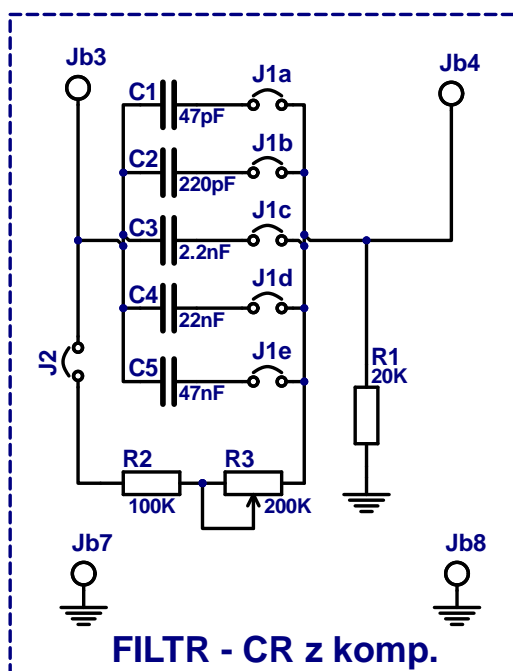 Jb3
Jb4
C1
47pF
J1a
C2
220pF
J1b
C3
2.2nF
J1c
C4
22nF
J1d
C5
47nF
J1e
J2
R1
20K
R2
100K
R3
200K
Jb7
Jb8
FILTR - CR z komp.